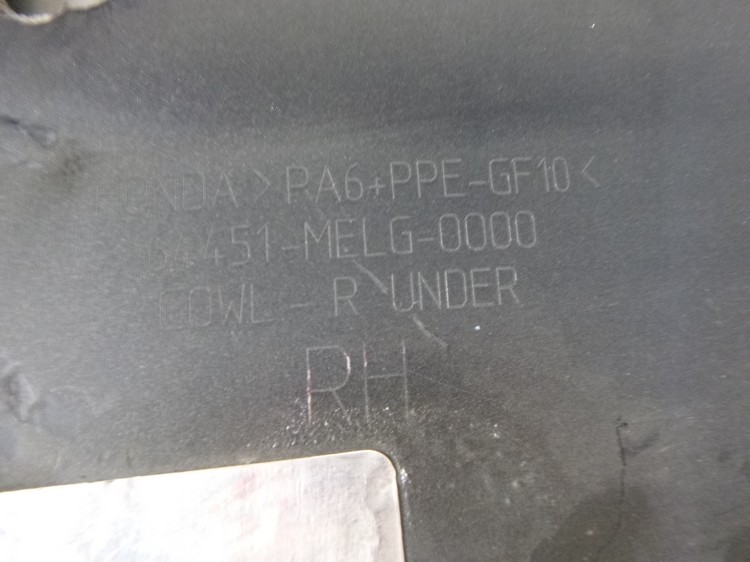 HONDA >PA6+PPE-GF10<
64451-MELG-0000
COWL-R UNDER
RH